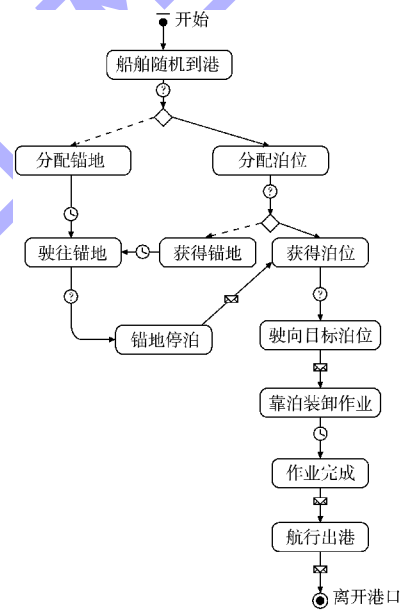 开始
船舶随机到港
分配锚地
分配泊位
驶往锚地
获得锚地
获得泊位
锚地停泊
驶向目标泊位
靠泊装卸作业
作业完成
航行出港
离开港口